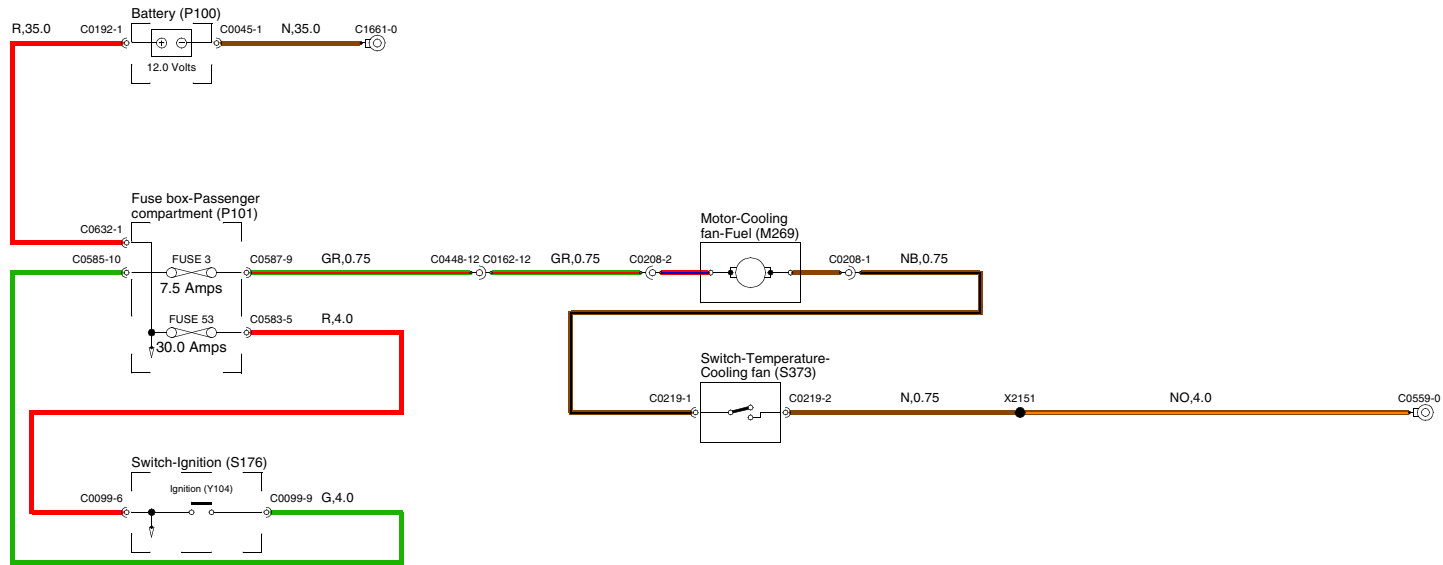 Battery (P100)
R,35.0
C0192-1
C0045-1
N,35.0
C1661-0
12.0 Volts
Fuse box-Passenger
compartment (P101)
C0632-1
C0585-10
FUSE 3
7.5 Amps
C0587-9
GR,0.75
C0448-12
C0162-12
GR,0.75
C0208-2
Motor-Cooling
fan-Fuel (M269)
C0208-1
NB,0.75
FUSE 53
30.0 Amps
C0583-5
R,4.0
Switch-Temperature-
Cooling fan (S373)
C0219-1
C0219-2
N,0.75
X2151
NO,4.0
C0559-0
Switch-Ignition (S176)
Ignition (Y104)
C0099-6
C0099-9
G,4.0